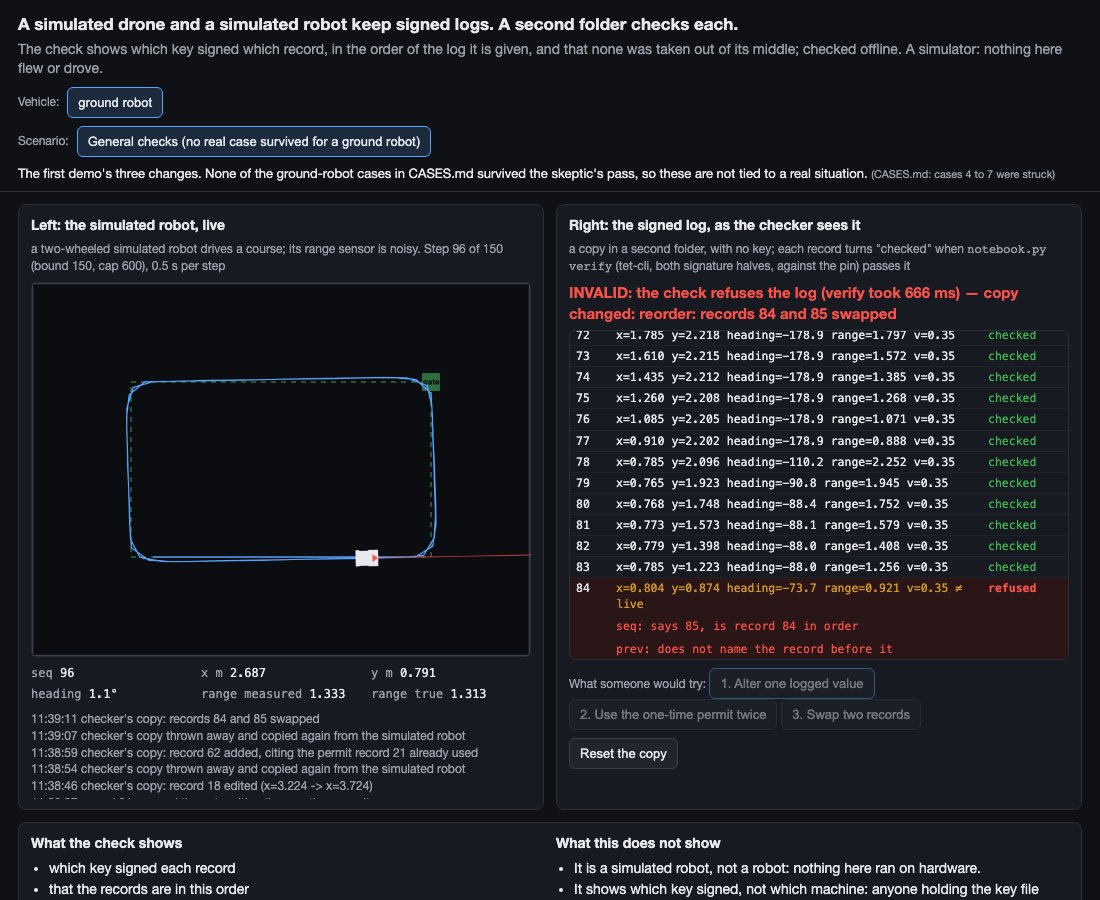 A simulated drone and a simulated robot keep signed logs. A second folder checks each.
The check shows which key signed which record, in the order of the log it is given, and that none was taken out of its middle; checked offline. A simulator: nothing here
flew or drove.
Vehicle: ground robot
Scenario: General checks (no real case survived for a ground robot)
The first demo's three changes. None of the ground-robot cases in CASES.md survived the skeptic's pass, so these are not tied to a real situation. (CASES.md: cases 4 to 7 were struck)
Left: the simulated robot, live
a two-wheeled simulated robot drives a course; its range sensor is noisy. Step 96 of 150
(bound 150, cap 600), 0.5 s per step
gate
seq 96 x m 2.687 y m 0.791
heading 1.1° range measured 1.333 range true 1.313
11:39:11 checker's copy: records 84 and 85 swapped
11:39:07 checker's copy thrown away and copied again from the simulated robot
11:38:59 checker's copy: record 62 added, citing the permit record 21 already used
11:38:54 checker's copy thrown away and copied again from the simulated robot
11:38:46 checker's copy: record 18 edited (x=3.224 -> x=3.724)
Right: the signed log, as the checker sees it
a copy in a second folder, with no key; each record turns "checked" when notebook.py
verify (tet-cli, both signature halves, against the pin) passes it
INVALID: the check refuses the log (verify took 666 ms) — copy
changed: reorder: records 84 and 85 swapped
72 x=1.785 y=2.218 heading=-178.9 range=1.797 v=0.35 checked
73 x=1.610 y=2.215 heading=-178.9 range=1.572 v=0.35 checked
74 x=1.435 y=2.212 heading=-178.9 range=1.385 v=0.35 checked
75 x=1.260 y=2.208 heading=-178.9 range=1.268 v=0.35 checked
76 x=1.085 y=2.205 heading=-178.9 range=1.071 v=0.35 checked
77 x=0.910 y=2.202 heading=-178.9 range=0.888 v=0.35 checked
78 x=0.785 y=2.096 heading=-110.2 range=2.252 v=0.35 checked
79 x=0.765 y=1.923 heading=-90.8 range=1.945 v=0.35 checked
80 x=0.768 y=1.748 heading=-88.4 range=1.752 v=0.35 checked
81 x=0.773 y=1.573 heading=-88.1 range=1.579 v=0.35 checked
82 x=0.779 y=1.398 heading=-88.0 range=1.408 v=0.35 checked
83 x=0.785 y=1.223 heading=-88.0 range=1.256 v=0.35 checked
84 x=0.804 y=0.874 heading=-73.7 range=0.921 v=0.35 ≠ refused
live
seq: says 85, is record 84 in order
prev: does not name the record before it
What someone would try: 1. Alter one logged value
2. Use the one-time permit twice 3. Swap two records
Reset the copy
What the check shows
• which key signed each record
• that the records are in this order
What this does not show
• It is a simulated robot, not a robot: nothing here ran on hardware.
• It shows which key signed, not which machine: anyone holding the key file